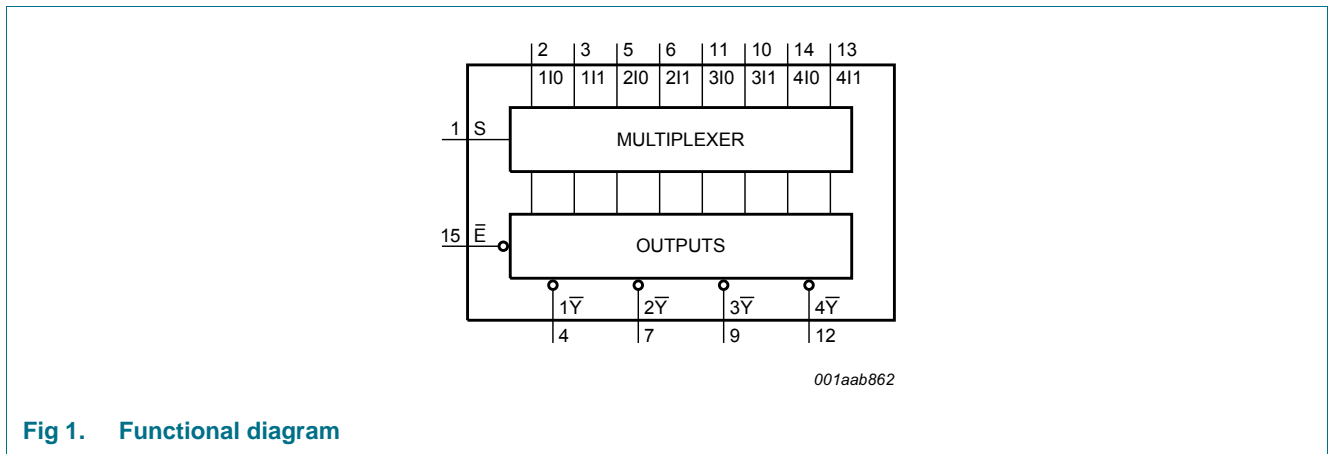 2 3 5 6 11 10 14 13
1I0 1I1 2I0 2I1 3I0 3I1 4I0 4I1
1 S
MULTIPLEXER
15 E̅
OUTPUTS
1Y̅ 2Y̅ 3Y̅ 4Y̅
4 7 9 12
001aab862
Fig 1. Functional diagram